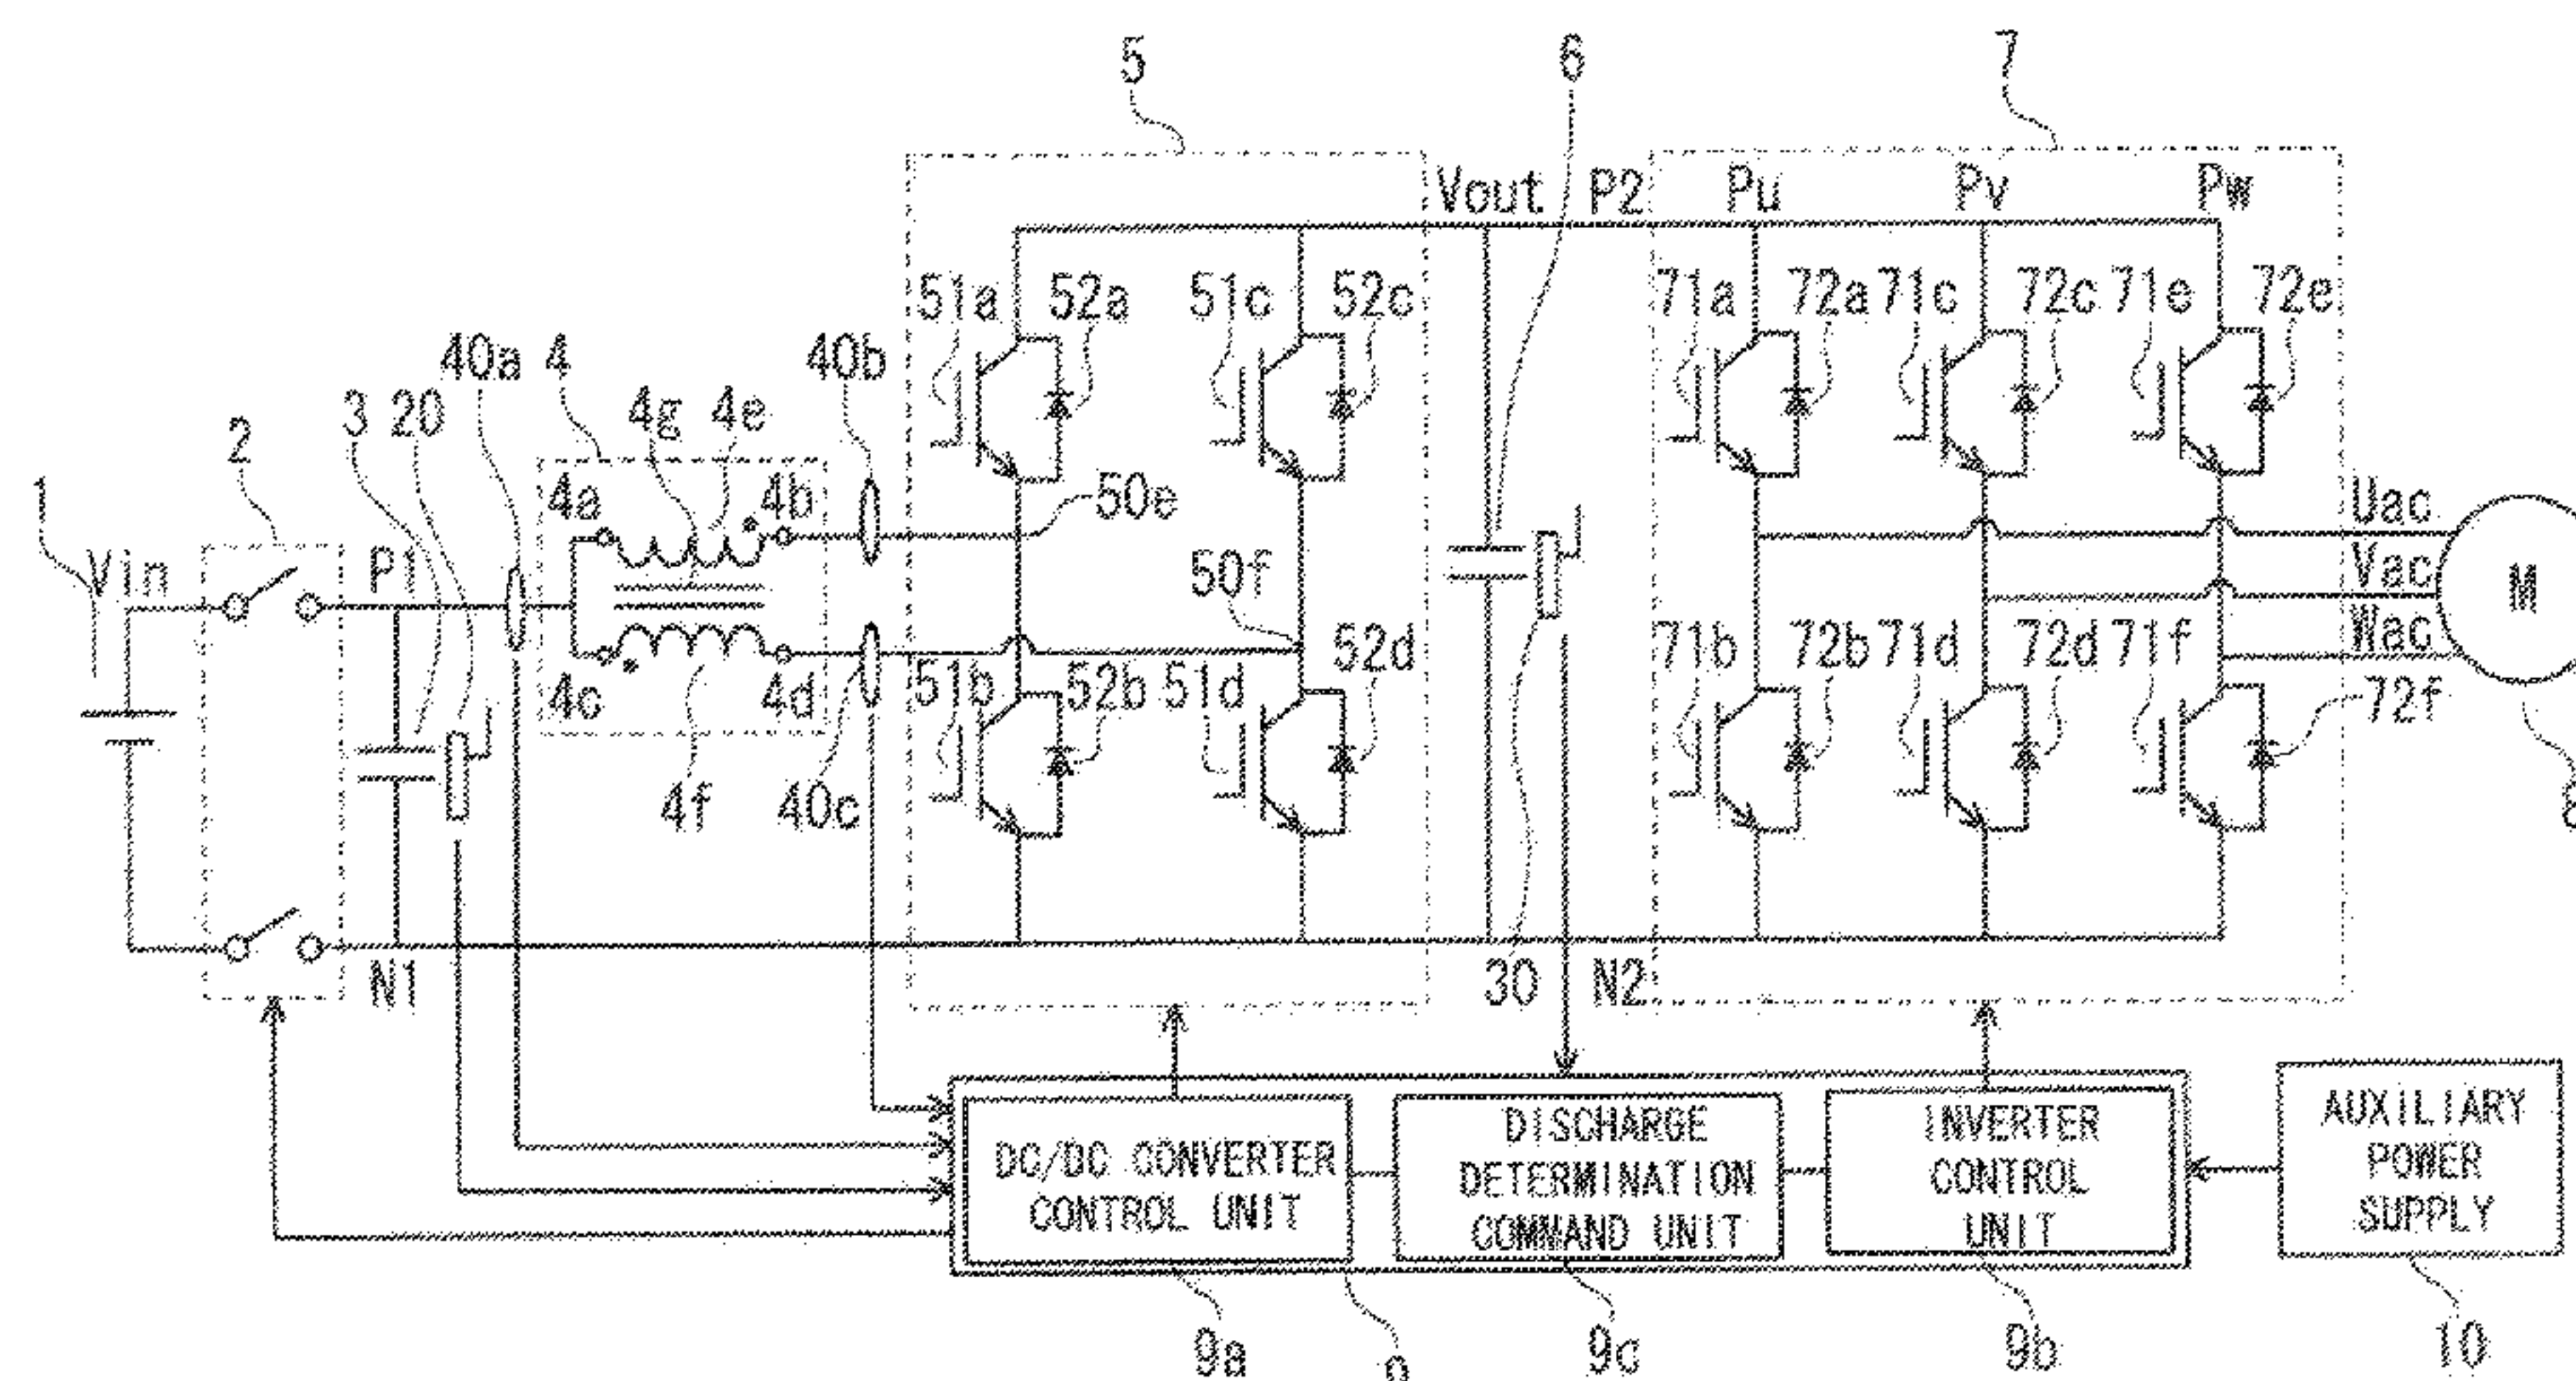 5 6 7
Vout P2 Pu Pv Pw
51a 52a 51c 52c 71a 72a 71c 72c 71e 72e
40a 4 40b
3 20 4g 4e
2
1 4a 4b 50e Uac
Vin P1 50f Vac M
4c 4d 51b 52b 51d 52d 71b 72b 71d 72d 71f Wac
72f
4f 40c 8
N1 30 N2
DC/DC CONVERTER
CONTROL UNIT
DISCHARGE
DETERMINATION
COMMAND UNIT
INVERTER
CONTROL
UNIT
AUXILIARY
POWER
SUPPLY
9a 9 9c 9b 10